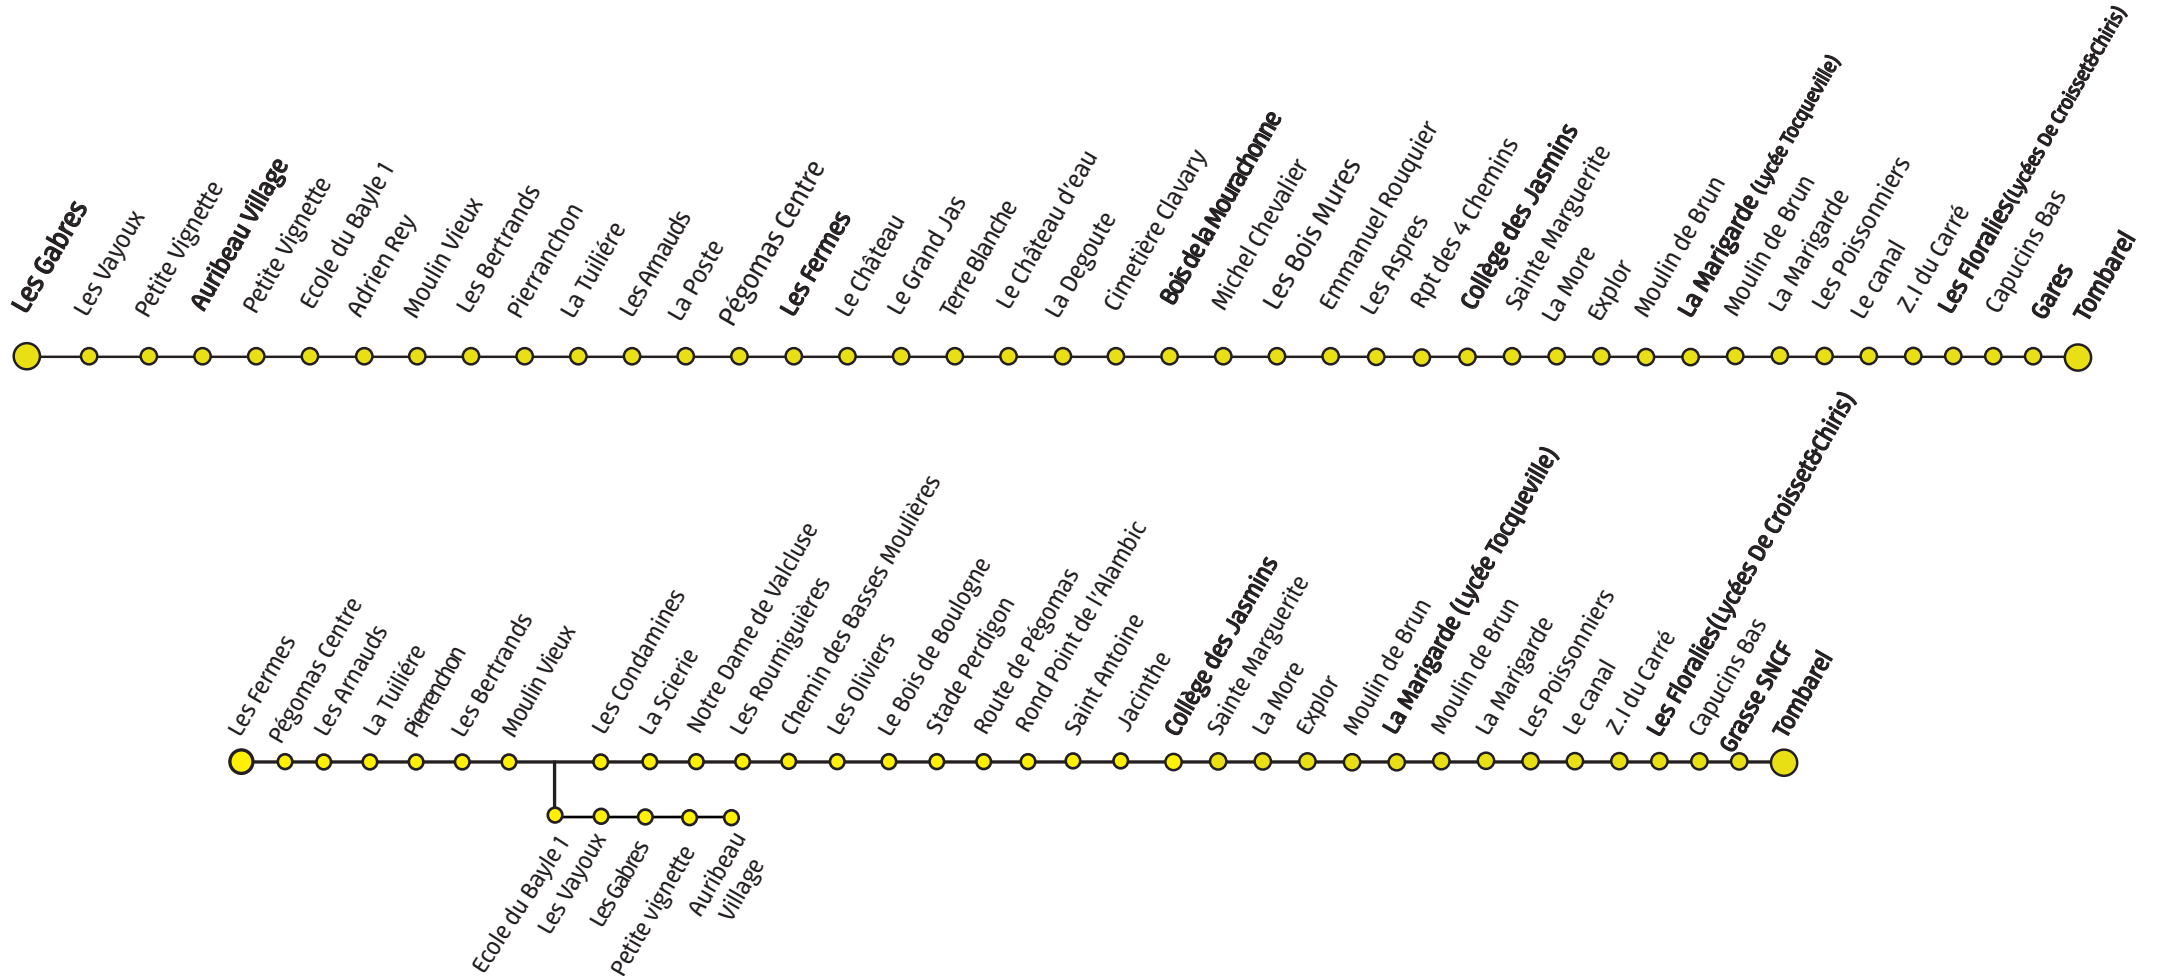 Les Gabres
Les Vayoux
Petite Vignette
Auribeau Village
Petite Vignette
Ecole du Bayle 1
Adrien Rey
Moulin Vieux
Les Bertrands
Pierranchon
La Tuiliére
Les Arnauds
La Poste
Pégomas Centre
Les Fermes
Le Château
Le Grand Jas
Terre Blanche
Le Château d'eau
La Degoute
Cimetière Clavary
Bois de la Mourachonne
Michel Chevalier
Les Bois Mures
Emmanuel Rouquier
Les Aspres
Rpt des 4 Chemins
Collège des Jasmins
Sainte Marguerite
La More
Explor
Moulin de Brun
La Marigarde (Lycée Tocqueville)
Moulin de Brun
La Marigarde
Les Poissonniers
Le canal
Z.I du Carré
Les Floralies(Lycées De Croisset&Chiris)
Capucins Bas
Gares
Tombarel
Les Fermes
Pégomas Centre
Les Arnauds
La Tuiliére
Pierrenchon
Les Bertrands
Moulin Vieux
Les Condamines
La Scierie
Notre Dame de Valcluse
Les Roumiguières
Chemin des Basses Moulières
Les Oliviers
Le Bois de Boulogne
Stade Perdigon
Route de Pégomas
Rond Point de l'Alambic
Saint Antoine
Jacinthe
Collège des Jasmins
Sainte Marguerite
La More
Explor
Moulin de Brun
La Marigarde (Lycée Tocqueville)
Moulin de Brun
La Marigarde
Les Poissonniers
Le canal
Z.I du Carré
Les Floralies(Lycées De Croisset&Chiris)
Capucins Bas
Grasse SNCF
Tombarel
Ecole du Bayle 1
Les Vayoux
Les Gabres
Petite vignette
Auribeau
Village